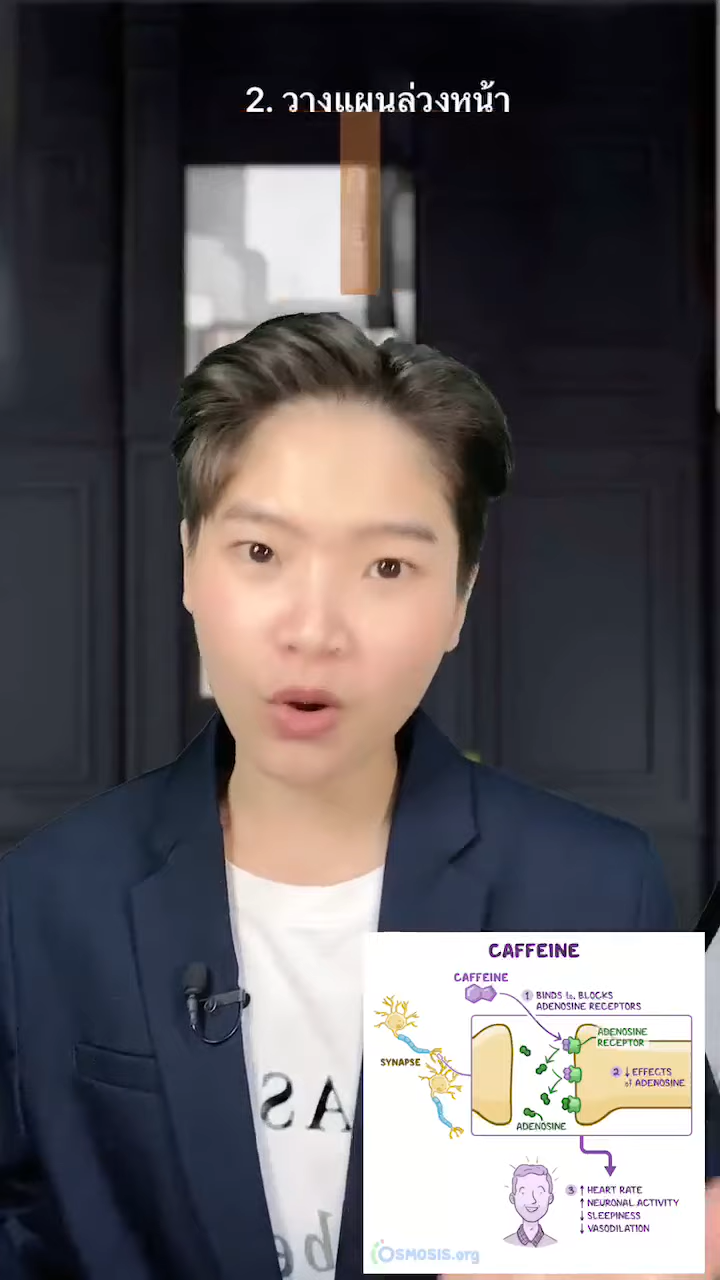 2. วางแผนล่วงหน้า
CAFFEINE
CAFFEINE
1 BINDS to BLOCKS
ADENOSINE RECEPTORS
ADENOSINE
RECEPTOR
SYNAPSE
2 ↓ EFFECTS
of ADENOSINE
ADENOSINE
3 ↑ HEART RATE
↑ NEURONAL ACTIVITY
↓ SLEEPINESS
↓ VASODILATION
OSMOSIS.org
AS
be